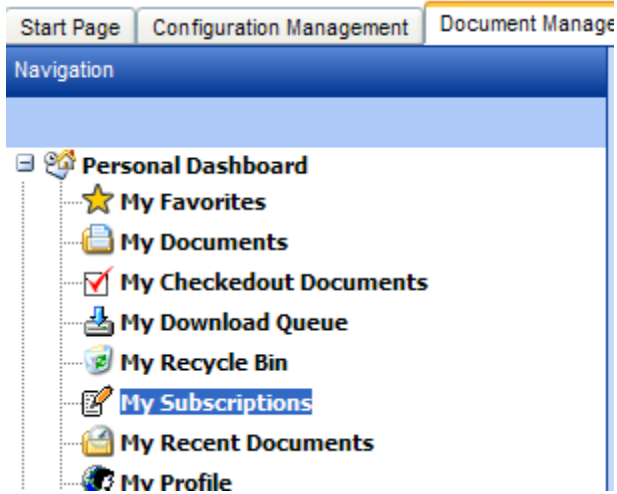 Start Page Configuration Management Document Manage
Navigation
Personal Dashboard
My Favorites
My Documents
My Checkedout Documents
My Download Queue
My Recycle Bin
My Subscriptions
My Recent Documents
My Profile